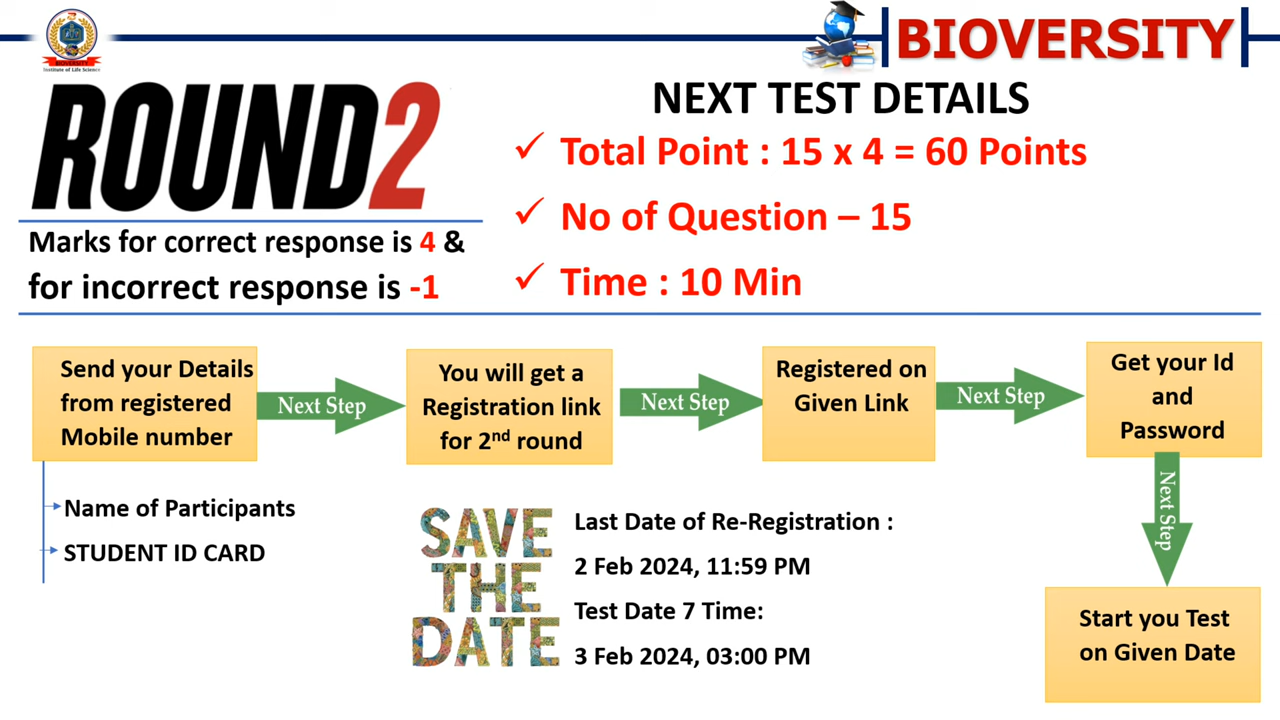 BIOVERSITY
Institute of Life Science
BIOVERSITY
ROUND2
Marks for correct response is 4 &
for incorrect response is -1
NEXT TEST DETAILS
✓ Total Point : 15 x 4 = 60 Points
✓ No of Question – 15
✓ Time : 10 Min
Send your Details
from registered
Mobile number
Next Step
You will get a
Registration link
for 2nd round
Next Step
Registered on
Given Link
Next Step
Get your Id
and
Password
Next Step
Start you Test
on Given Date
Name of Participants
STUDENT ID CARD
SAVE
THE
DATE
Last Date of Re-Registration :
2 Feb 2024, 11:59 PM
Test Date 7 Time:
3 Feb 2024, 03:00 PM